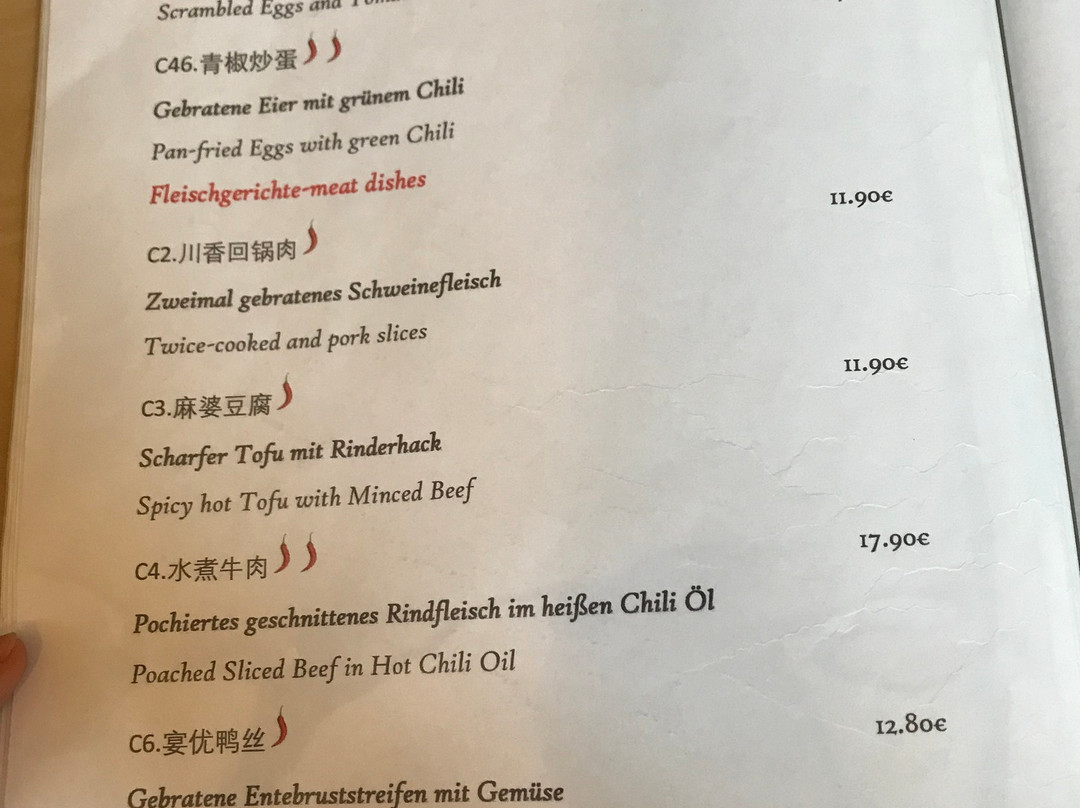 Scrambled Eggs and
C46.青椒炒蛋
Gebratene Eier mit grünem Chili
Pan-fried Eggs with green Chili
Fleischgerichte-meat dishes
11.90€
C2.川香回锅肉
Zweimal gebratenes Schweinefleisch
Twice-cooked and pork slices
11.90€
C3.麻婆豆腐
Scharfer Tofu mit Rinderhack
Spicy hot Tofu with Minced Beef
17.90€
C4.水煮牛肉
Pochiertes geschnittenes Rindfleisch im heißen Chili Öl
Poached Sliced Beef in Hot Chili Oil
12.80€
C6.宴优鸭丝
Gebratene Entebruststreifen mit Gemüse